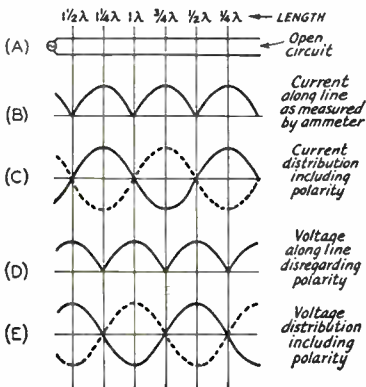 1½λ 1¼λ 1λ ¾λ ½λ ¼λ ← LENGTH
(A)
Open
circuit
(B)
Current
along line
as measured
by ammeter
(C)
Current
distribution
including
polarity
(D)
Voltage
along line
disregarding
polarity
(E)
Voltage
distribution
including
polarity